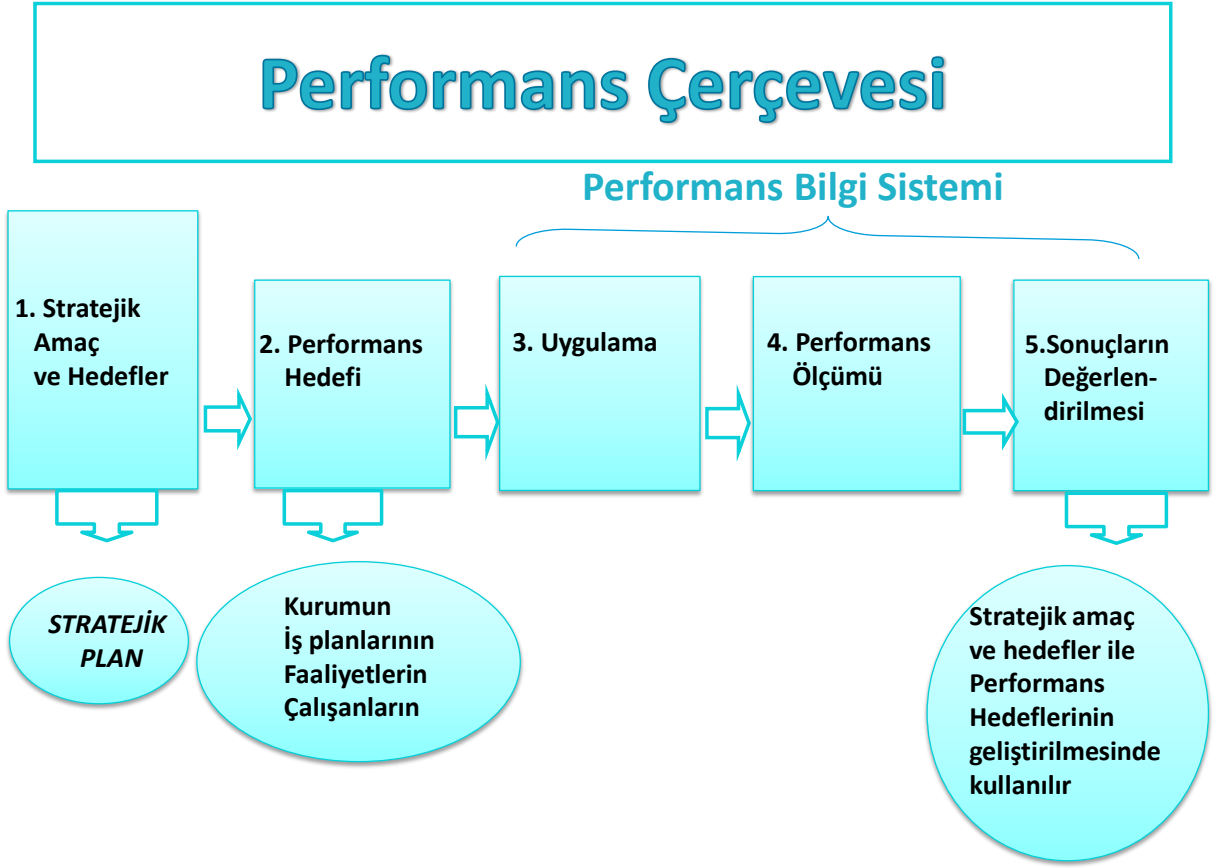 Performans Çerçevesi
Performans Bilgi Sistemi
1. Stratejik
Amaç
ve Hedefler
2. Performans
Hedefi
3. Uygulama
4. Performans
Ölçümü
5.Sonuçların
Değerlen-
dirilmesi
STRATEJİK
PLAN
Kurumun
İş planlarının
Faaliyetlerin
Çalışanların
Stratejik amaç
ve hedefler ile
Performans
Hedeflerinin
geliştirilmesinde
kullanılır